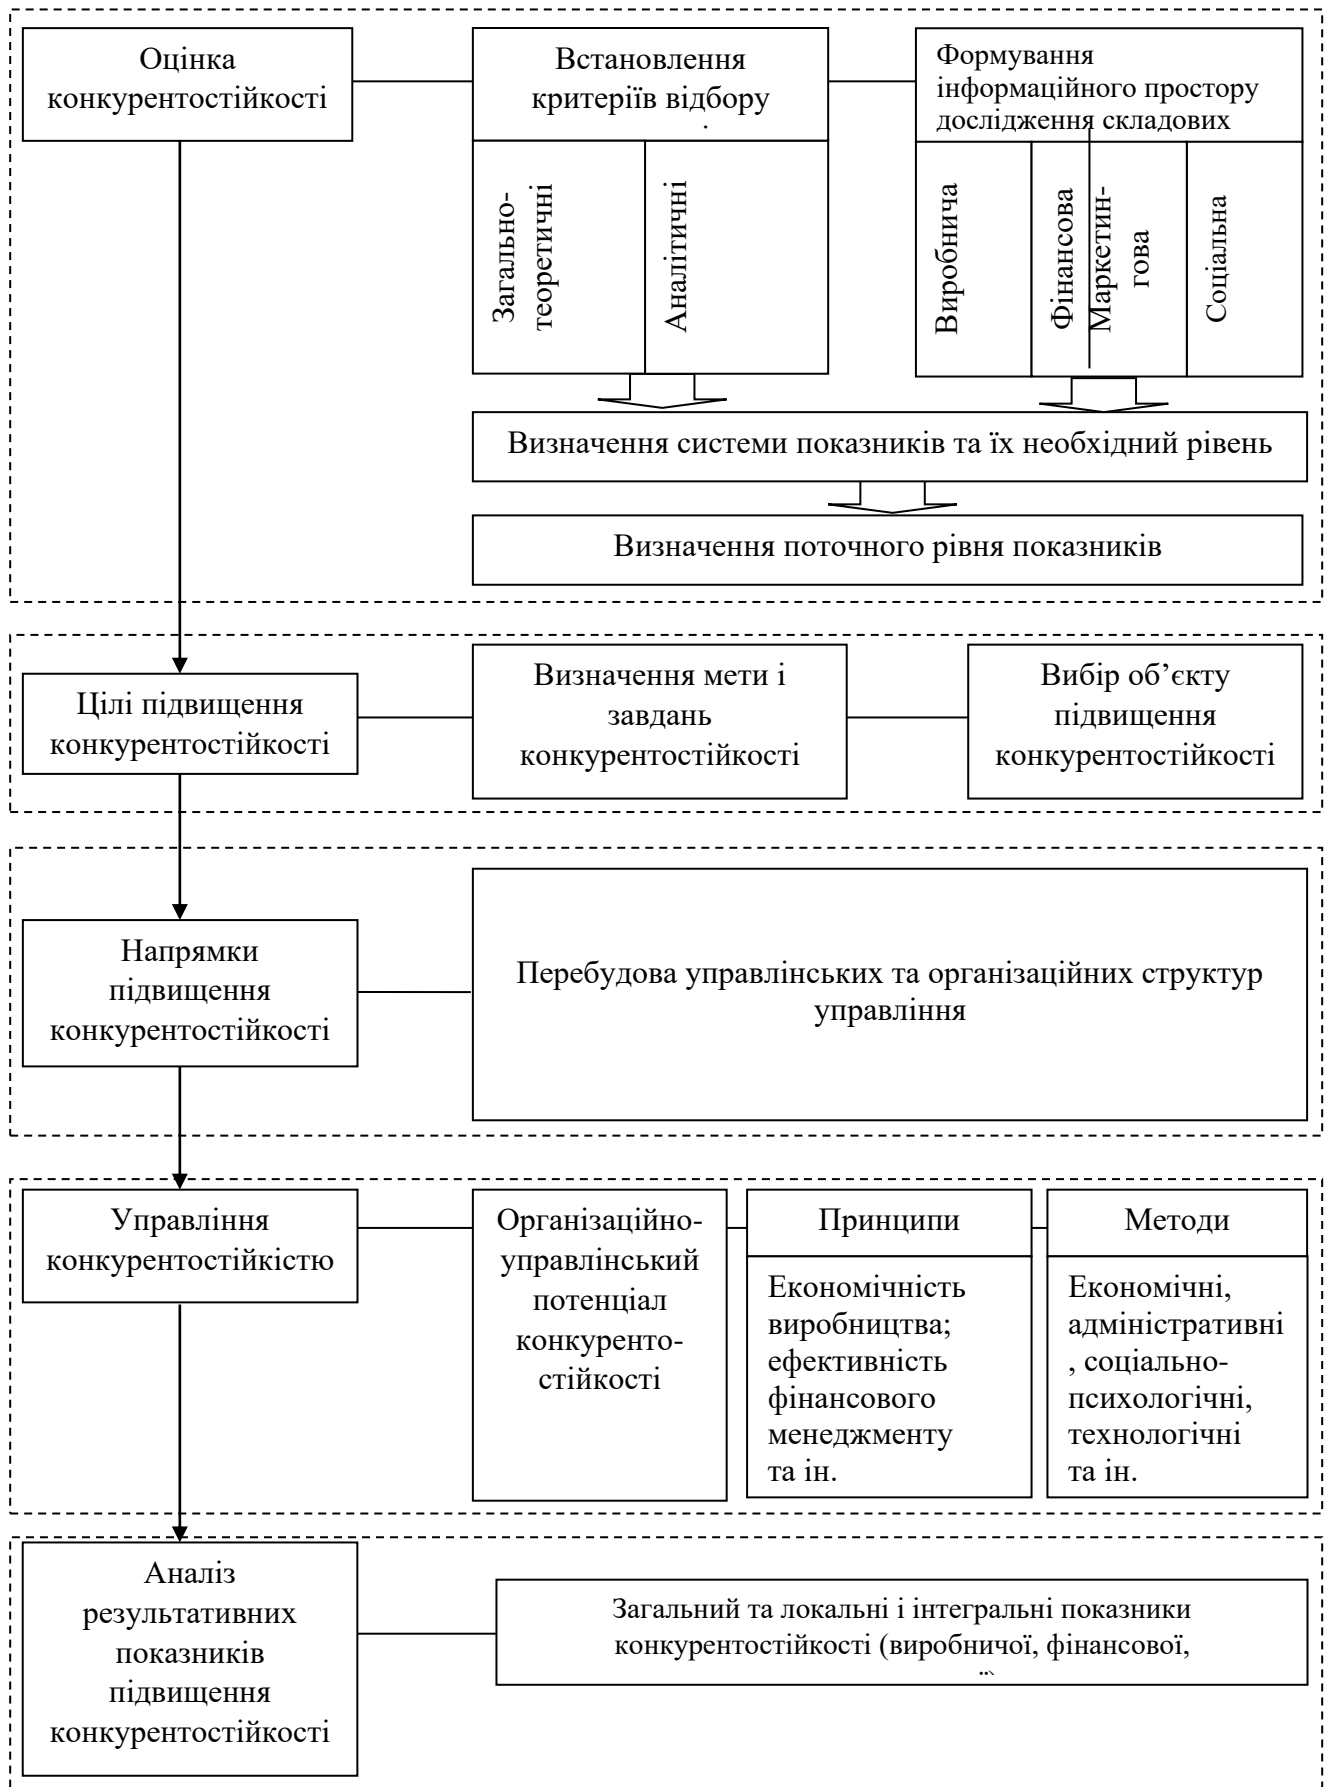 Оцінка
конкурентостійкості
Встановлення
критеріїв відбору
Формування
інформаційного простору
дослідження складових
Загально-
теоретичні
Аналітичні
Виробнича
Фінансова
Маркетин-
гова
Соціальна
Визначення системи показників та їх необхідний рівень
Визначення поточного рівня показників
Цілі підвищення
конкурентостійкості
Визначення мети і
завдань
конкурентостійкості
Вибір об’єкту
підвищення
конкурентостійкості
Напрямки
підвищення
конкурентостійкості
Перебудова управлінських та організаційних структур
управління
Управління
конкурентостійкістю
Організаційно-
управлінський
потенціал
конкуренто-
стійкості
Принципи
Економічність
виробництва;
ефективність
фінансового
менеджменту
та ін.
Методи
Економічні,
адміністративні
, соціально-
психологічні,
технологічні
та ін.
Аналіз
результативних
показників
підвищення
конкурентостійкості
Загальний та локальні і інтегральні показники
конкурентостійкості (виробничої, фінансової,